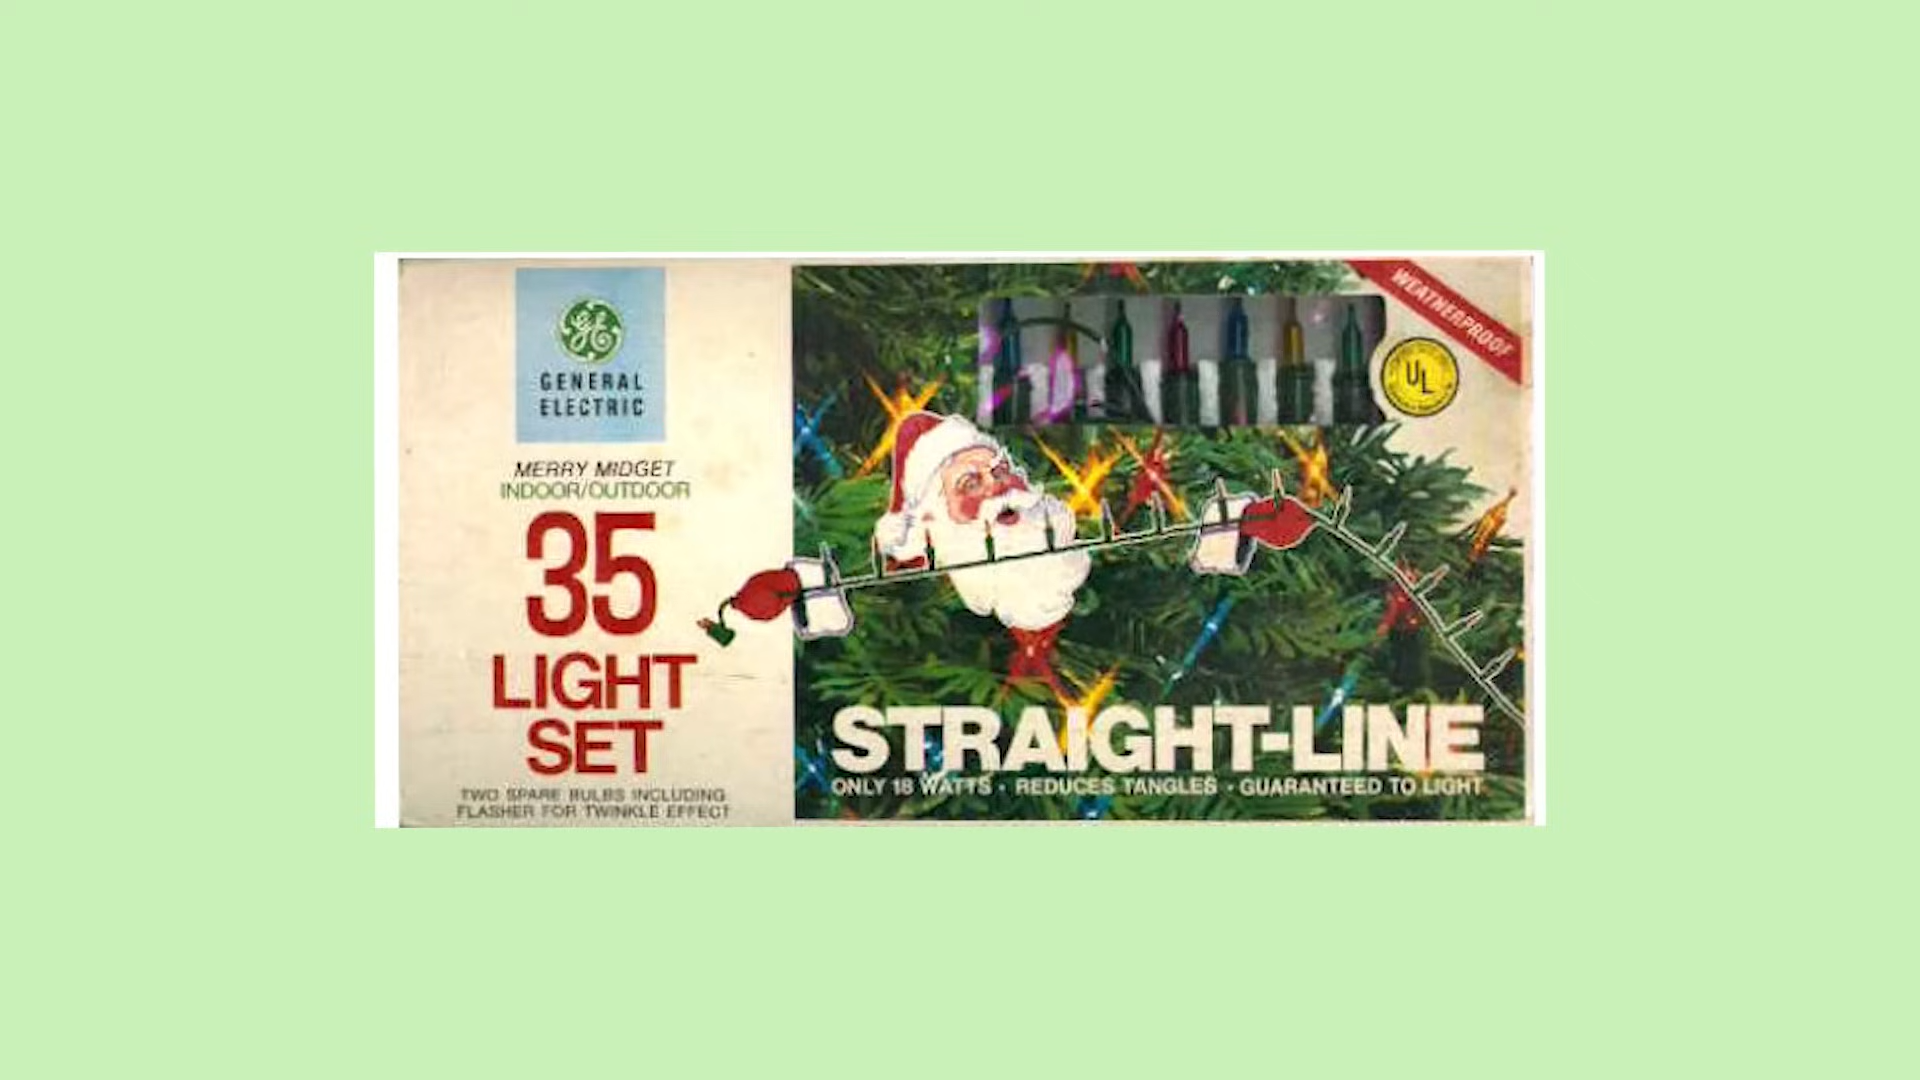 GE
GENERAL
ELECTRIC
MERRY MIDGET
INDOOR/OUTDOOR
35
LIGHT
SET
TWO SPARE BULBS INCLUDING
FLASHER FOR TWINKLE EFFECT
WEATHERPROOF
UL
STRAIGHT-LINE
ONLY 18 WATTS · REDUCES TANGLES · GUARANTEED TO LIGHT